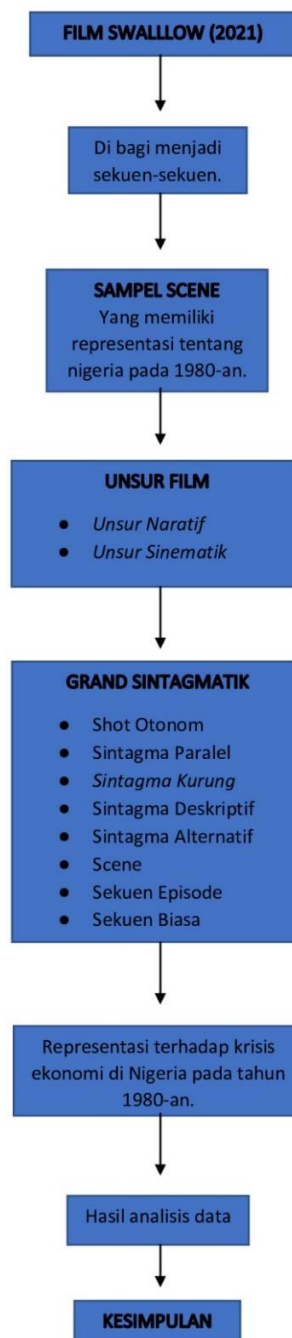 FILM SWALLLOW (2021)
Di bagi menjadi
sekuen-sekuen.
SAMPEL SCENE
Yang memiliki
representasi tentang
nigeria pada 1980-an.
UNSUR FILM
● Unsur Naratif
● Unsur Sinematik
GRAND SINTAGMATIK
● Shot Otonom
● Sintagma Paralel
● Sintagma Kurung
● Sintagma Deskriptif
● Sintagma Alternatif
● Scene
● Sekuen Episode
● Sekuen Biasa
Representasi terhadap krisis
ekonomi di Nigeria pada tahun
1980-an.
Hasil analisis data
KESIMPULAN